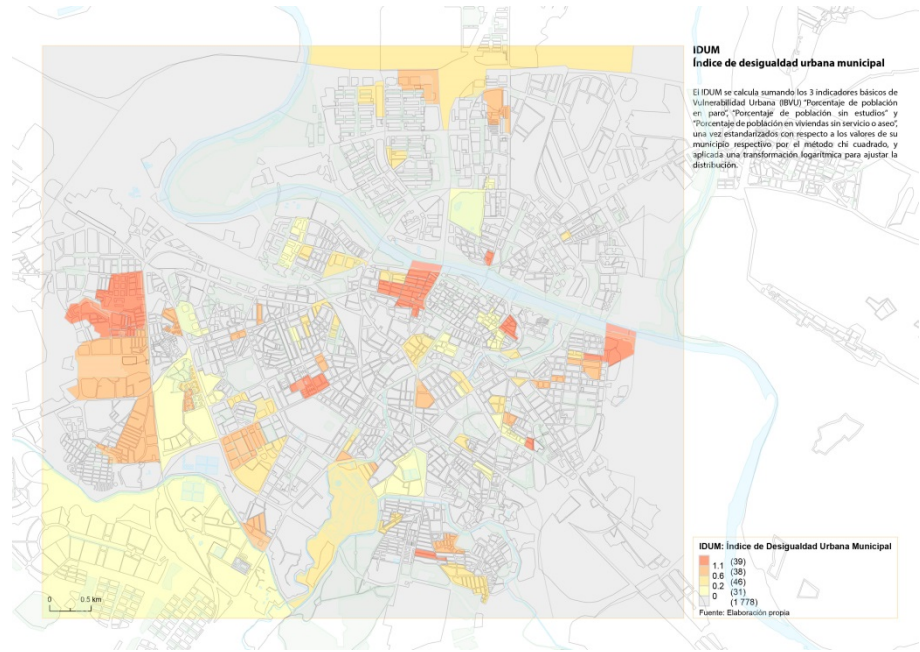 IDUM
Índice de desigualdad urbana municipal
El IDUM se calcula sumando los 3 indicadores básicos de
Vulnerabilidad Urbana (IBVU) "Porcentaje de población
en paro", "Porcentaje de población sin estudios" y
"Porcentaje de población en viviendas sin servicio o aseo",
una vez estandarizados con respecto a los valores de su
municipio respectivo por el método chi cuadrado, y
aplicada una transformación logarítmica para ajustar la
distribución.
IDUM: Índice de Desigualdad Urbana Municipal
(39)
1.1 (38)
0.6 (46)
0.2 (31)
0 (1 778)
Fuente: Elaboración propia
0 0.5 km